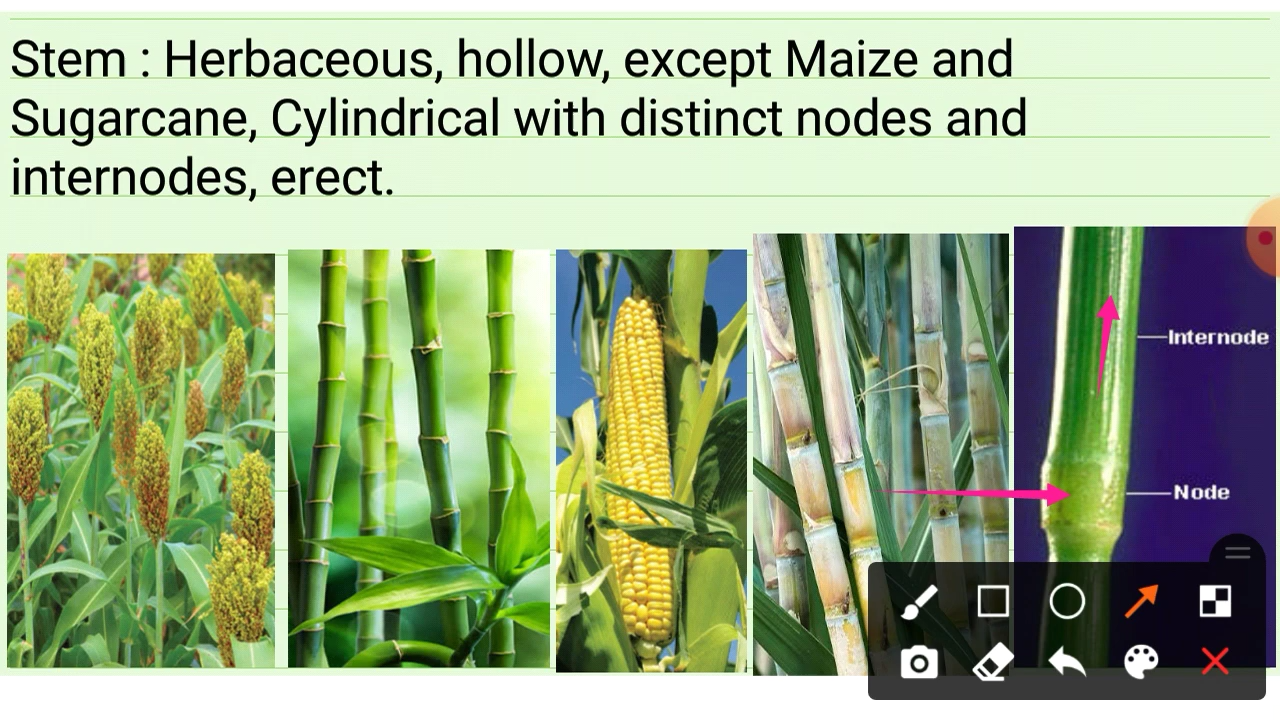 Stem : Herbaceous, hollow, except Maize and
Sugarcane, Cylindrical with distinct nodes and
internodes, erect.
Internode
Node